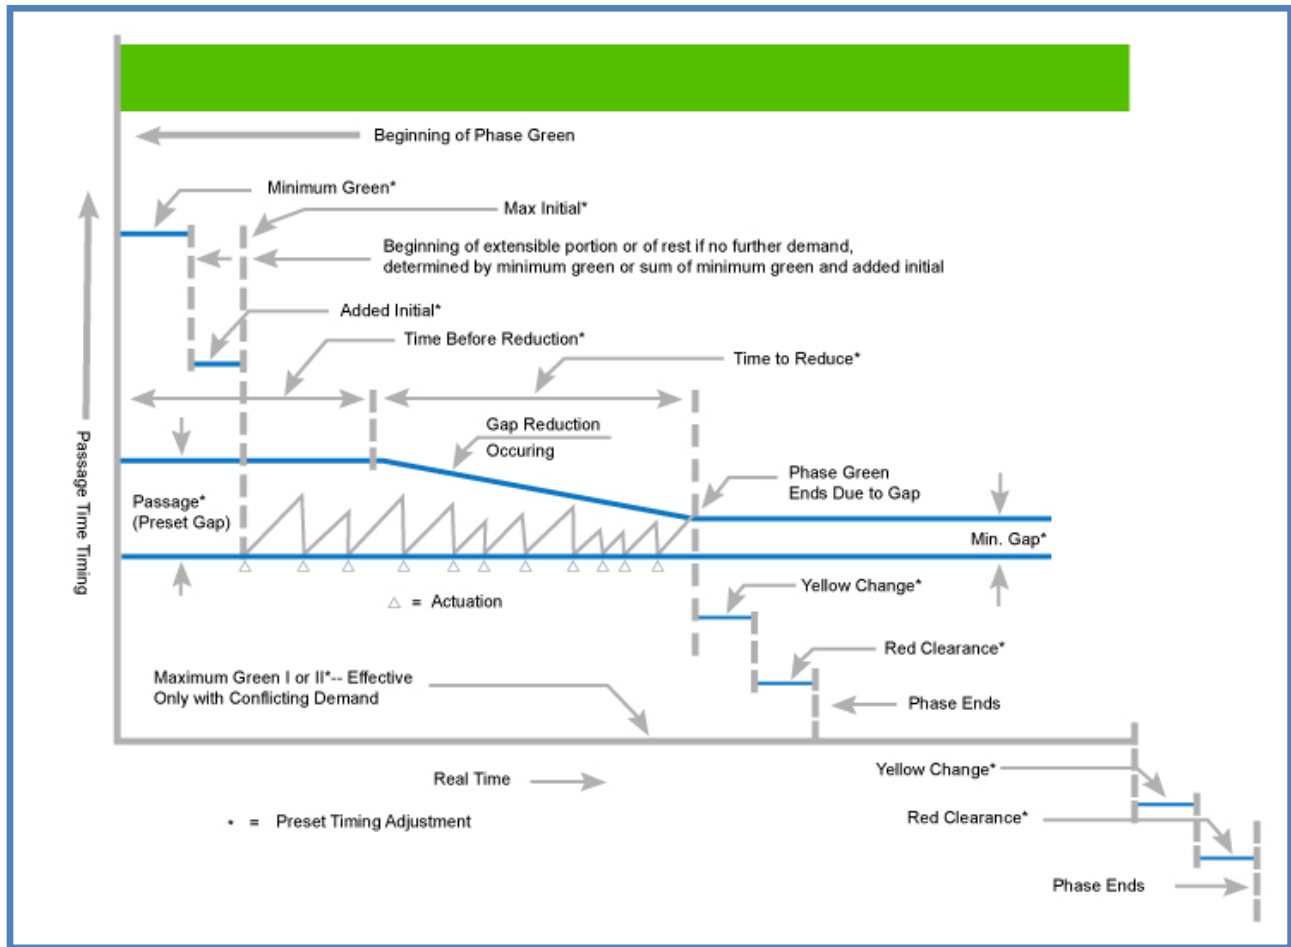 Beginning of Phase Green
Minimum Green*
Max Initial*
Beginning of extensible portion or of rest if no further demand,
determined by minimum green or sum of minimum green and added initial
Added Initial*
Time Before Reduction*
Time to Reduce*
Gap Reduction
Occuring
Passage Time Timing
Phase Green
Ends Due to Gap
Passage*
(Preset Gap)
Min. Gap*
Yellow Change*
△ = Actuation
Red Clearance*
Maximum Green I or II*-- Effective
Only with Conflicting Demand
Phase Ends
Real Time
Yellow Change*
* = Preset Timing Adjustment
Red Clearance*
Phase Ends